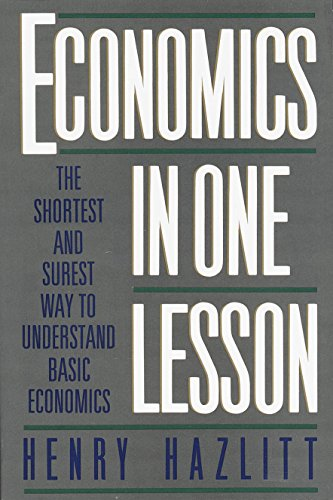 ECONOMICS
IN ONE
LESSON
THE
SHORTEST
AND
SUREST
WAY TO
UNDERSTAND
BASIC
ECONOMICS
HENRY HAZLITT